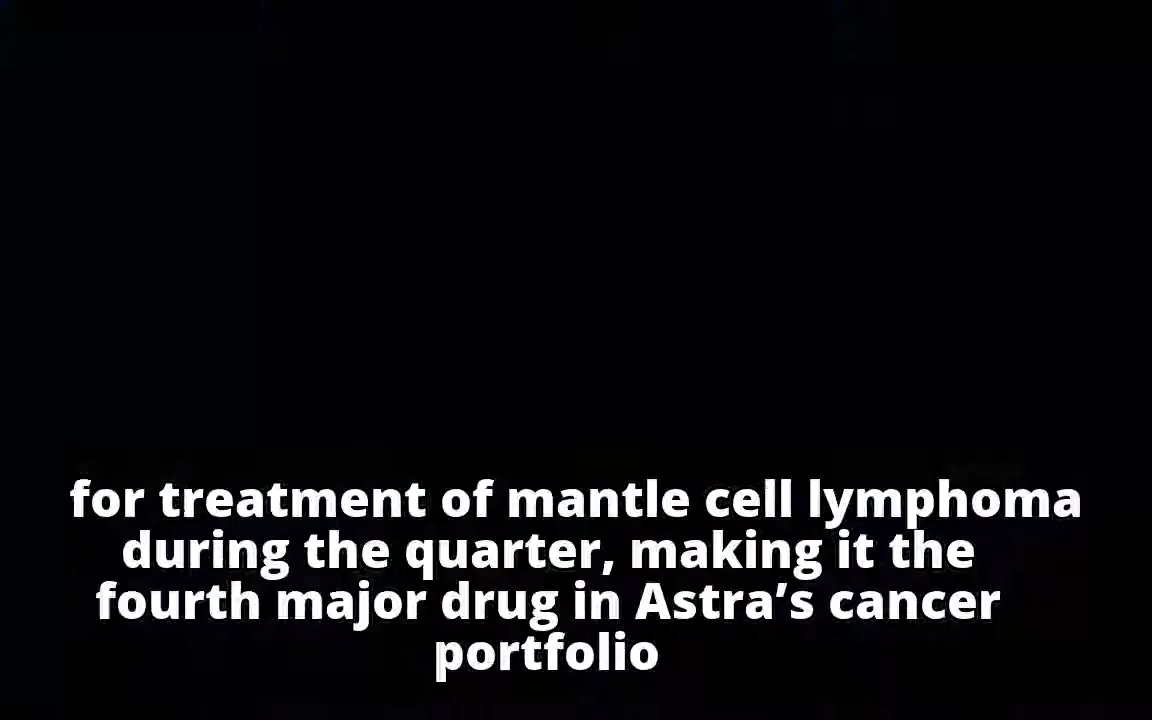 for treatment of mantle cell lymphoma
during the quarter, making it the
fourth major drug in Astra’s cancer
portfolio